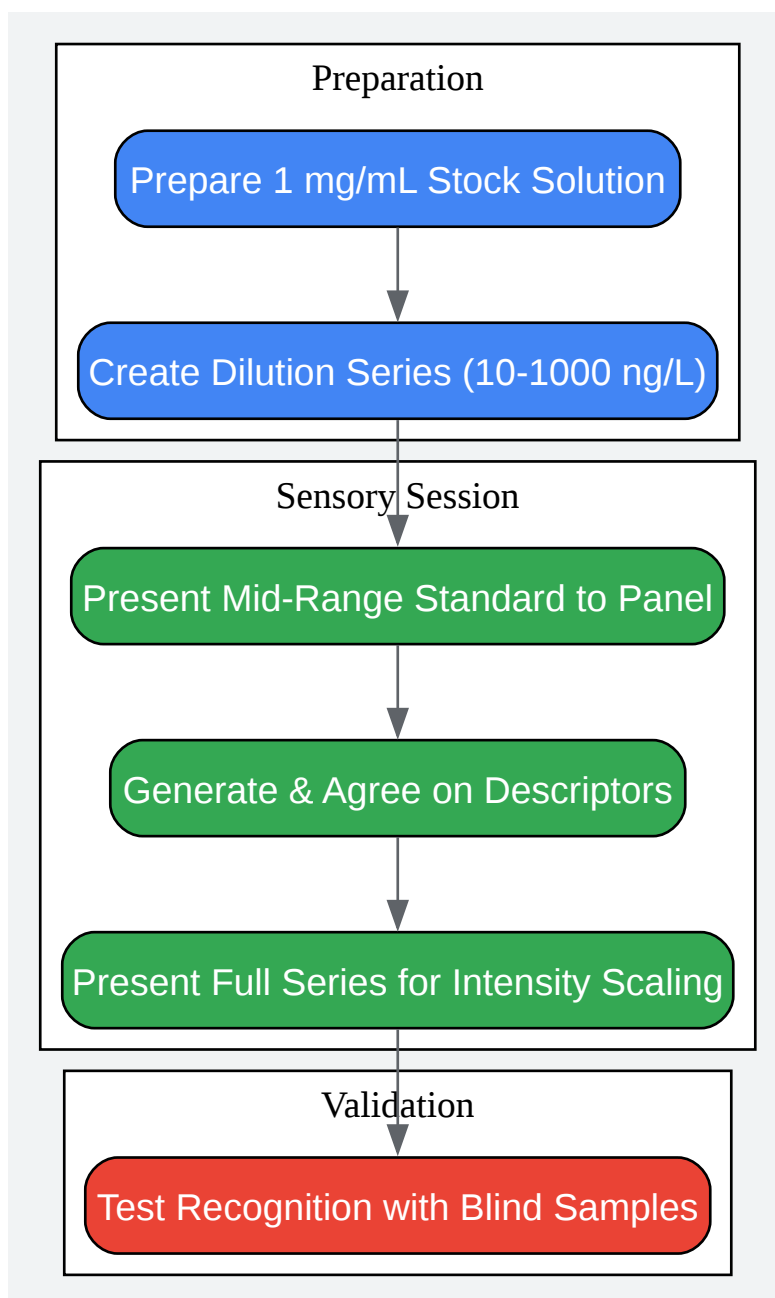 Preparation
Prepare 1 mg/mL Stock Solution
Create Dilution Series (10-1000 ng/L)
Sensory Session
Present Mid-Range Standard to Panel
Generate & Agree on Descriptors
Present Full Series for Intensity Scaling
Validation
Test Recognition with Blind Samples